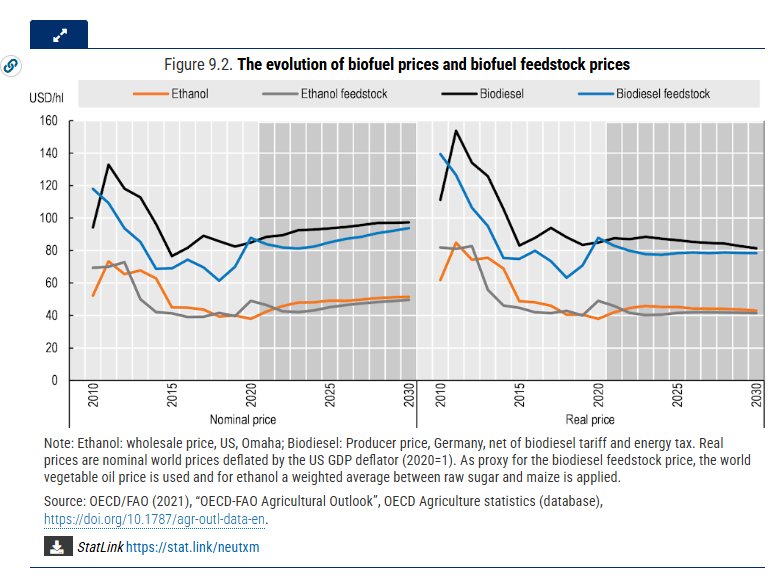 Figure 9.2. The evolution of biofuel prices and biofuel feedstock prices
USD/hl
Ethanol
Ethanol feedstock
Biodiesel
Biodiesel feedstock
160
140
120
100
80
60
40
20
0
2010
2015
2020
2025
2030
2010
2015
2020
2025
2030
Nominal price
Real price
Note: Ethanol: wholesale price, US, Omaha; Biodiesel: Producer price, Germany, net of biodiesel tariff and energy tax. Real
prices are nominal world prices deflated by the US GDP deflator (2020=1). As proxy for the biodiesel feedstock price, the world
vegetable oil price is used and for ethanol a weighted average between raw sugar and maize is applied.
Source: OECD/FAO (2021), “OECD-FAO Agricultural Outlook”, OECD Agriculture statistics (database),
https://doi.org/10.1787/agr-outl-data-en.
StatLink https://stat.link/neutxm